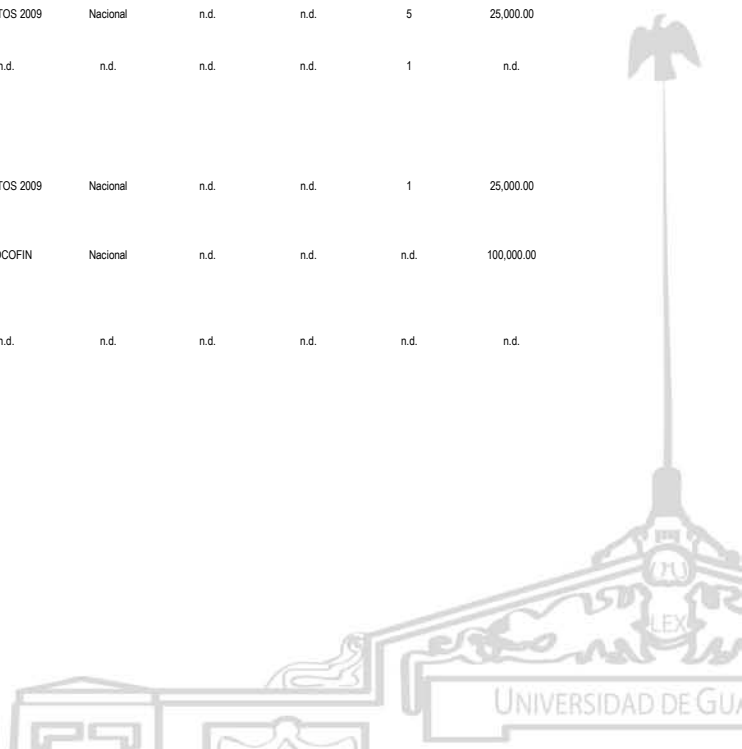 TOS 2009 Nacional n.d. n.d. 5 25,000.00
n.d. n.d. n.d. n.d. 1 n.d.
TOS 2009 Nacional n.d. n.d. 1 25,000.00
OCOFIN Nacional n.d. n.d. n.d. 100,000.00
n.d. n.d. n.d. n.d. n.d. n.d.
LEX
UNIVERSIDAD DE GUA